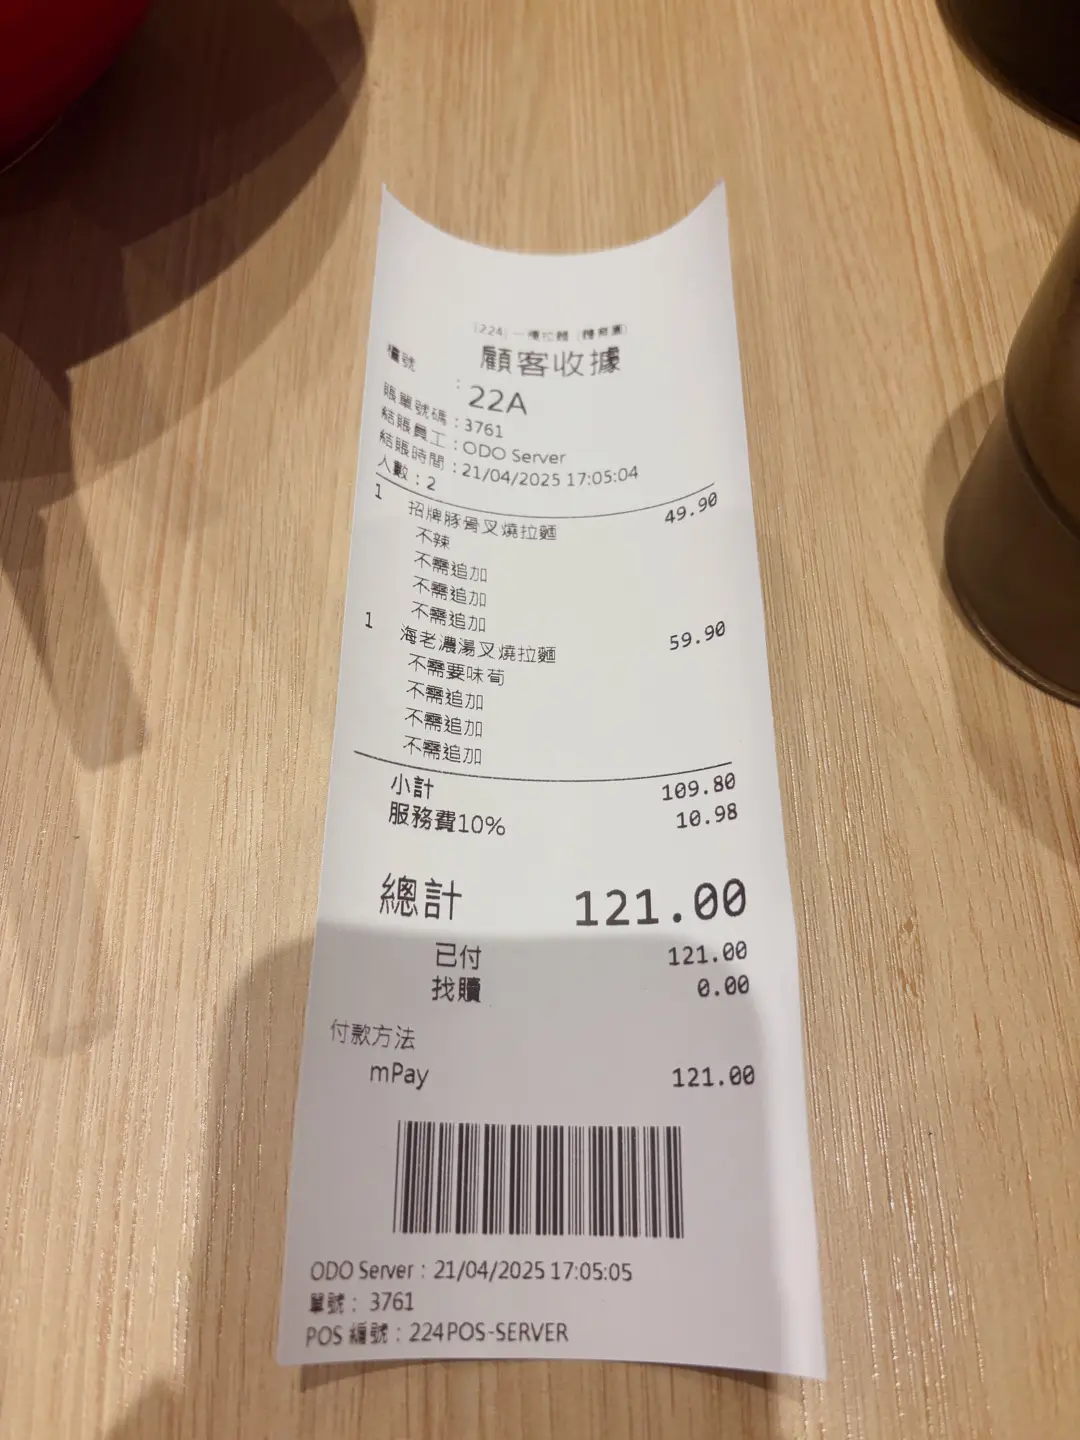 (224) 一 拉麵
顧客收據
檯號 : 22A
賬單號碼 : 3761
結賬員工 : ODO Server
結賬時間 : 21/04/2025 17:05:04
人數 : 2
1 招牌豚骨叉燒拉麵 49.90
不辣
不需追加
不需追加
不需追加
1 海老濃湯叉燒拉麵 59.90
不需要味荀
不需追加
不需追加
不需追加
小計 109.80
服務費10% 10.98
總計 121.00
已付 121.00
找贖 0.00
付款方法
mPay 121.00
ODO Server : 21/04/2025 17:05:05
單號 : 3761
POS 編號 : 224POS-SERVER